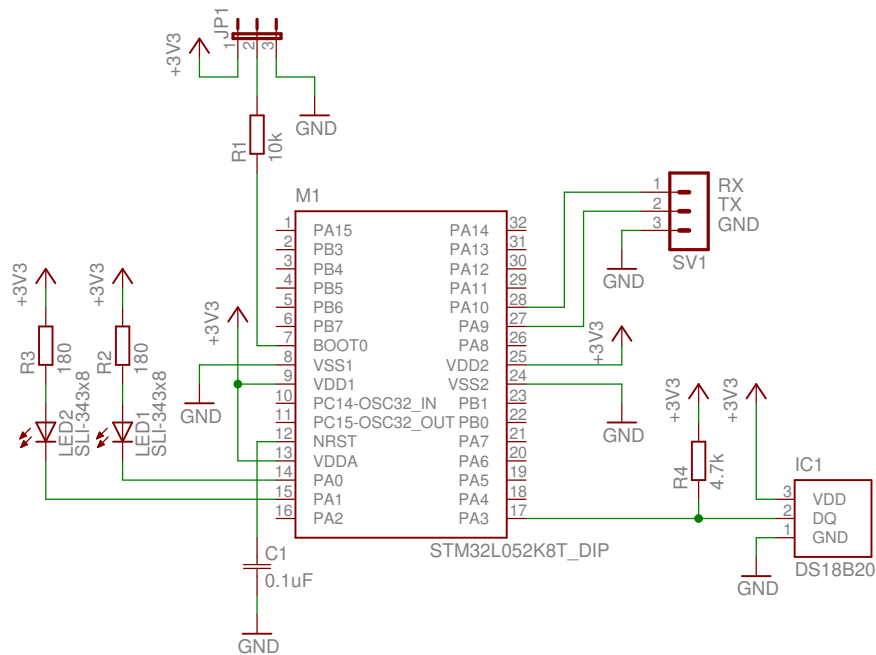 JP1
1
2
3
+3V3
GND
R1
10k
M1
1 PA15
2 PB3
3 PB4
4 PB5
5 PB6
6 PB7
7 BOOT0
8 VSS1
9 VDD1
10 PC14-OSC32_IN
11 PC15-OSC32_OUT
12 NRST
13 VDDA
14 PA0
15 PA1
16 PA2
PA14 32
PA13 31
PA12 30
PA11 29
PA10 28
PA9 27
PA8 26
VDD2 25
VSS2 24
PB1 23
PB0 22
PA7 21
PA6 20
PA5 19
PA4 18
PA3 17
STM32L052K8T_DIP
1 RX
2 TX
3 GND
SV1
GND
+3V3
GND
+3V3
GND
+3V3
R3
180
LED2
SLI-343x8
+3V3
R2
180
LED1
SLI-343x8
C1
0.1uF
GND
+3V3
R4
4.7k
+3V3
IC1
3 VDD
2 DQ
1 GND
DS18B20
GND